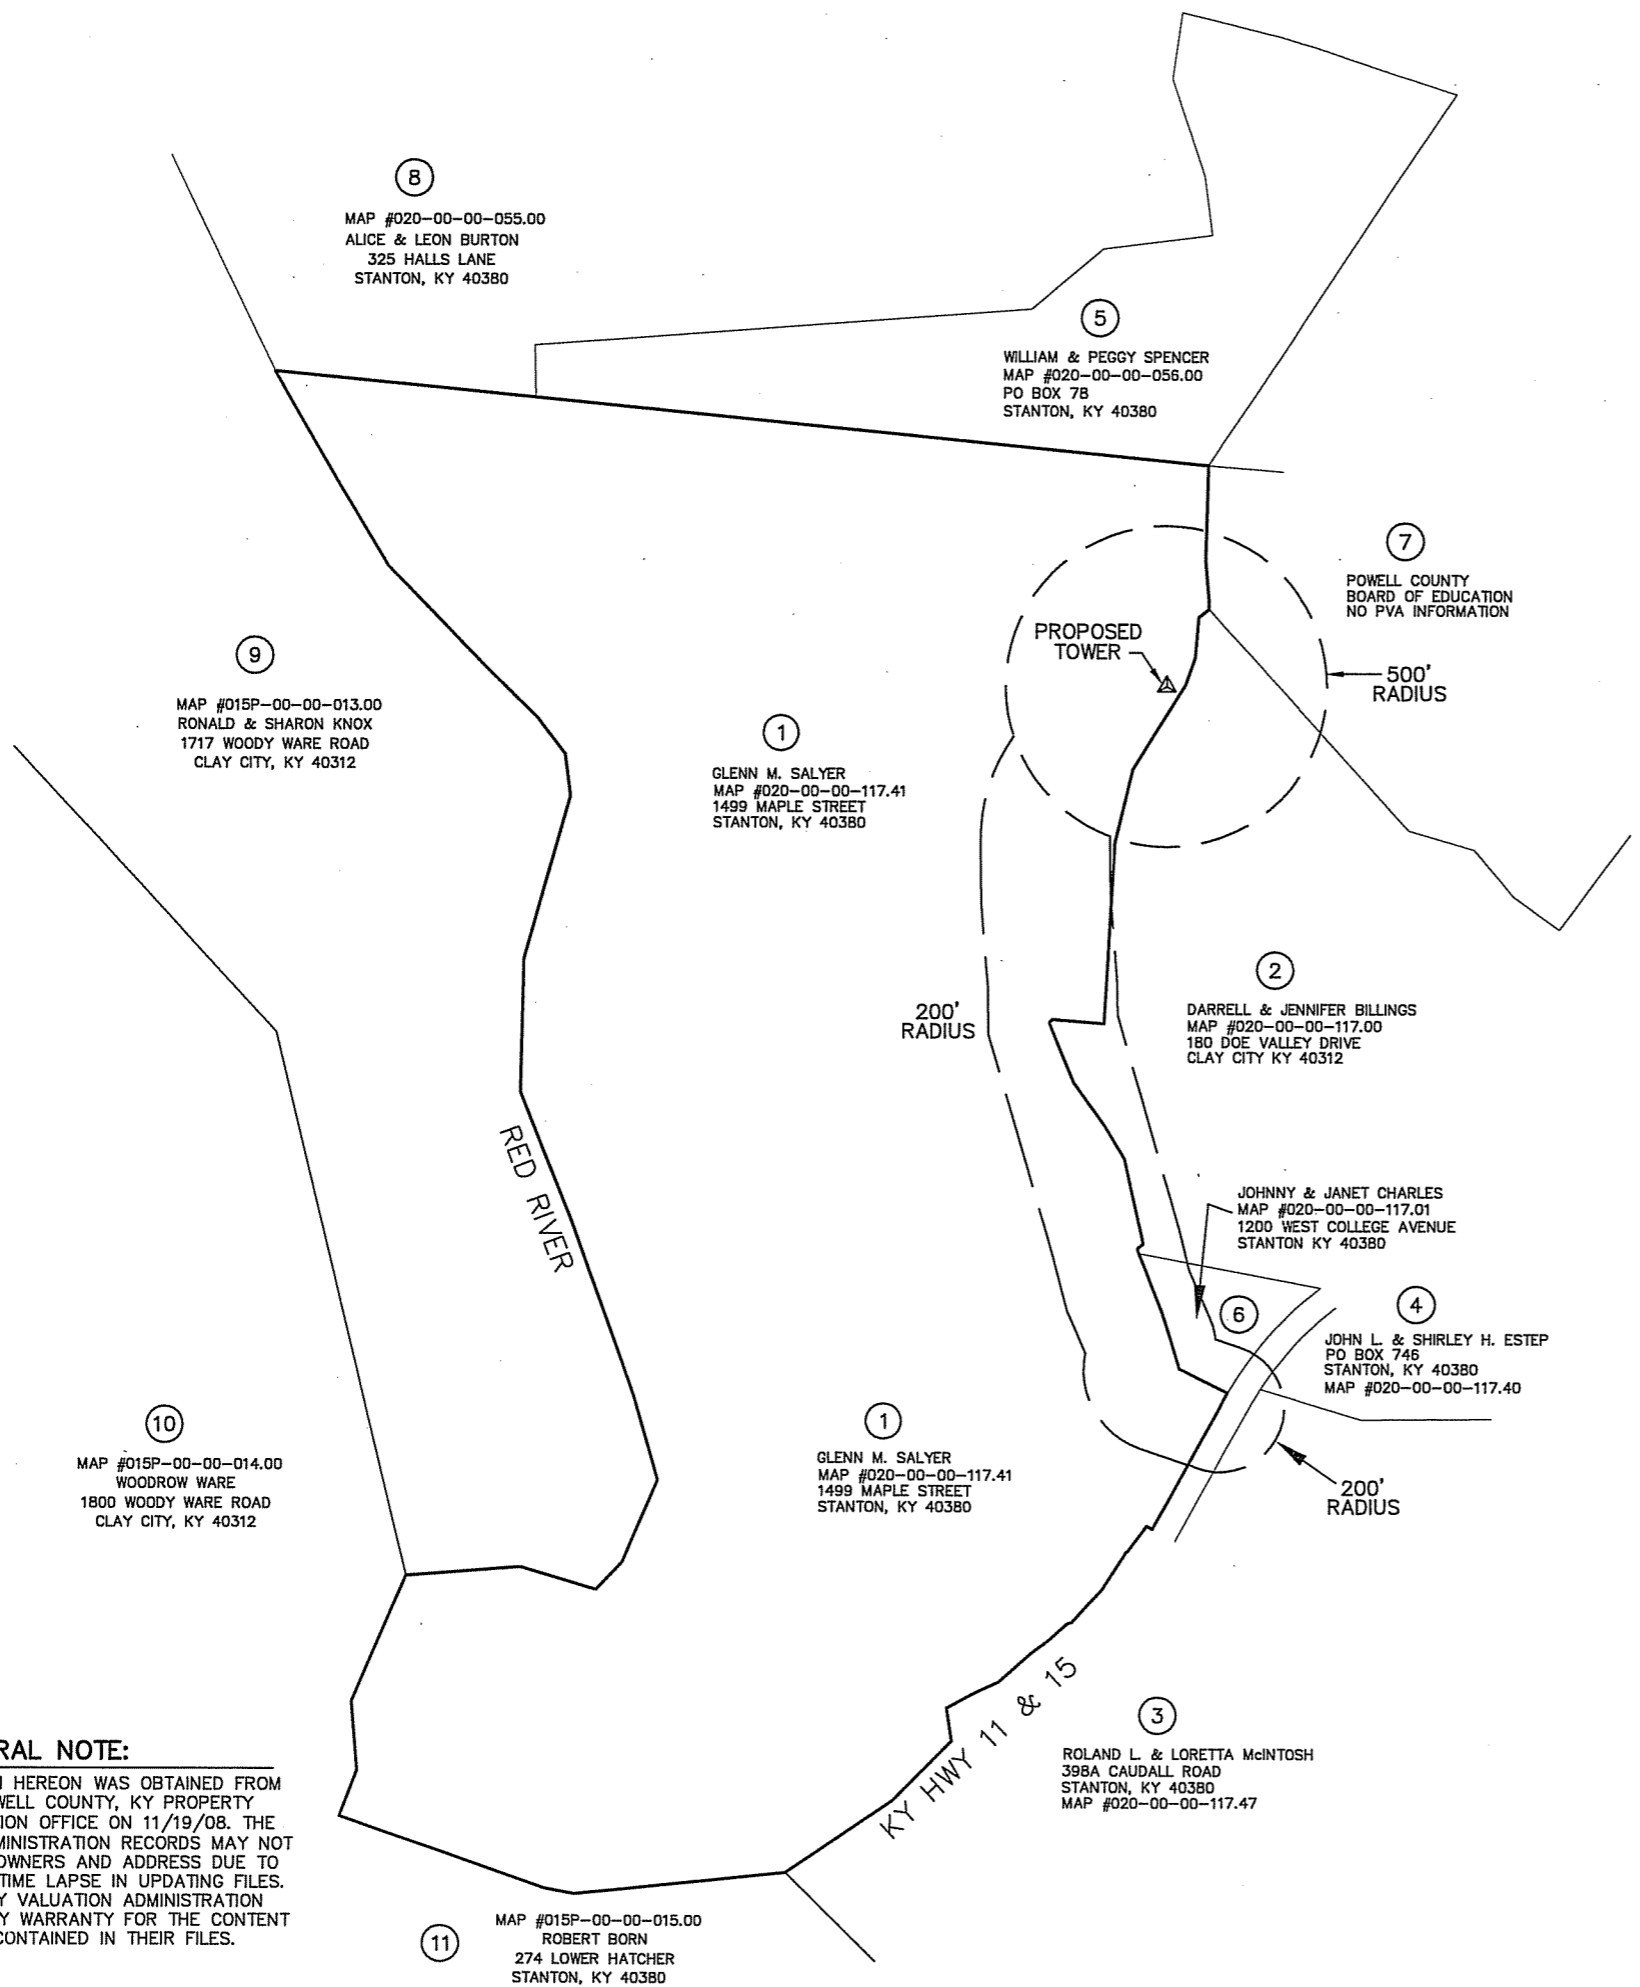 8
MAP #020-00-00-055.00
ALICE & LEON BURTON
325 HALLS LANE
STANTON, KY 40380
5
WILLIAM & PEGGY SPENCER
MAP #020-00-00-056.00
PO BOX 78
STANTON, KY 40380
7
POWELL COUNTY
BOARD OF EDUCATION
NO PVA INFORMATION
PROPOSED
TOWER
500'
RADIUS
9
MAP #015P-00-00-013.00
RONALD & SHARON KNOX
1717 WOODY WARE ROAD
CLAY CITY, KY 40312
1
GLENN M. SALYER
MAP #020-00-00-117.41
1499 MAPLE STREET
STANTON, KY 40380
2
DARRELL & JENNIFER BILLINGS
MAP #020-00-00-117.00
180 DOE VALLEY DRIVE
CLAY CITY KY 40312
200'
RADIUS
RED RIVER
JOHNNY & JANET CHARLES
MAP #020-00-00-117.01
1200 WEST COLLEGE AVENUE
STANTON KY 40380
6
4
JOHN L. & SHIRLEY H. ESTEP
PO BOX 746
STANTON, KY 40380
MAP #020-00-00-117.40
10
MAP #015P-00-00-014.00
WOODROW WARE
1800 WOODY WARE ROAD
CLAY CITY, KY 40312
1
GLENN M. SALYER
MAP #020-00-00-117.41
1499 MAPLE STREET
STANTON, KY 40380
200'
RADIUS
KY HWY 11 & 15
3
ROLAND L. & LORETTA McINTOSH
398A CAUDALL ROAD
STANTON, KY 40380
MAP #020-00-00-117.47
RAL NOTE:
HEREON WAS OBTAINED FROM
WELL COUNTY, KY PROPERTY
ION OFFICE ON 11/19/08. THE
MINISTRATION RECORDS MAY NOT
OWNERS AND ADDRESS DUE TO
TIME LAPSE IN UPDATING FILES.
Y VALUATION ADMINISTRATION
Y WARRANTY FOR THE CONTENT
CONTAINED IN THEIR FILES.
11
MAP #015P-00-00-015.00
ROBERT BORN
274 LOWER HATCHER
STANTON, KY 40380